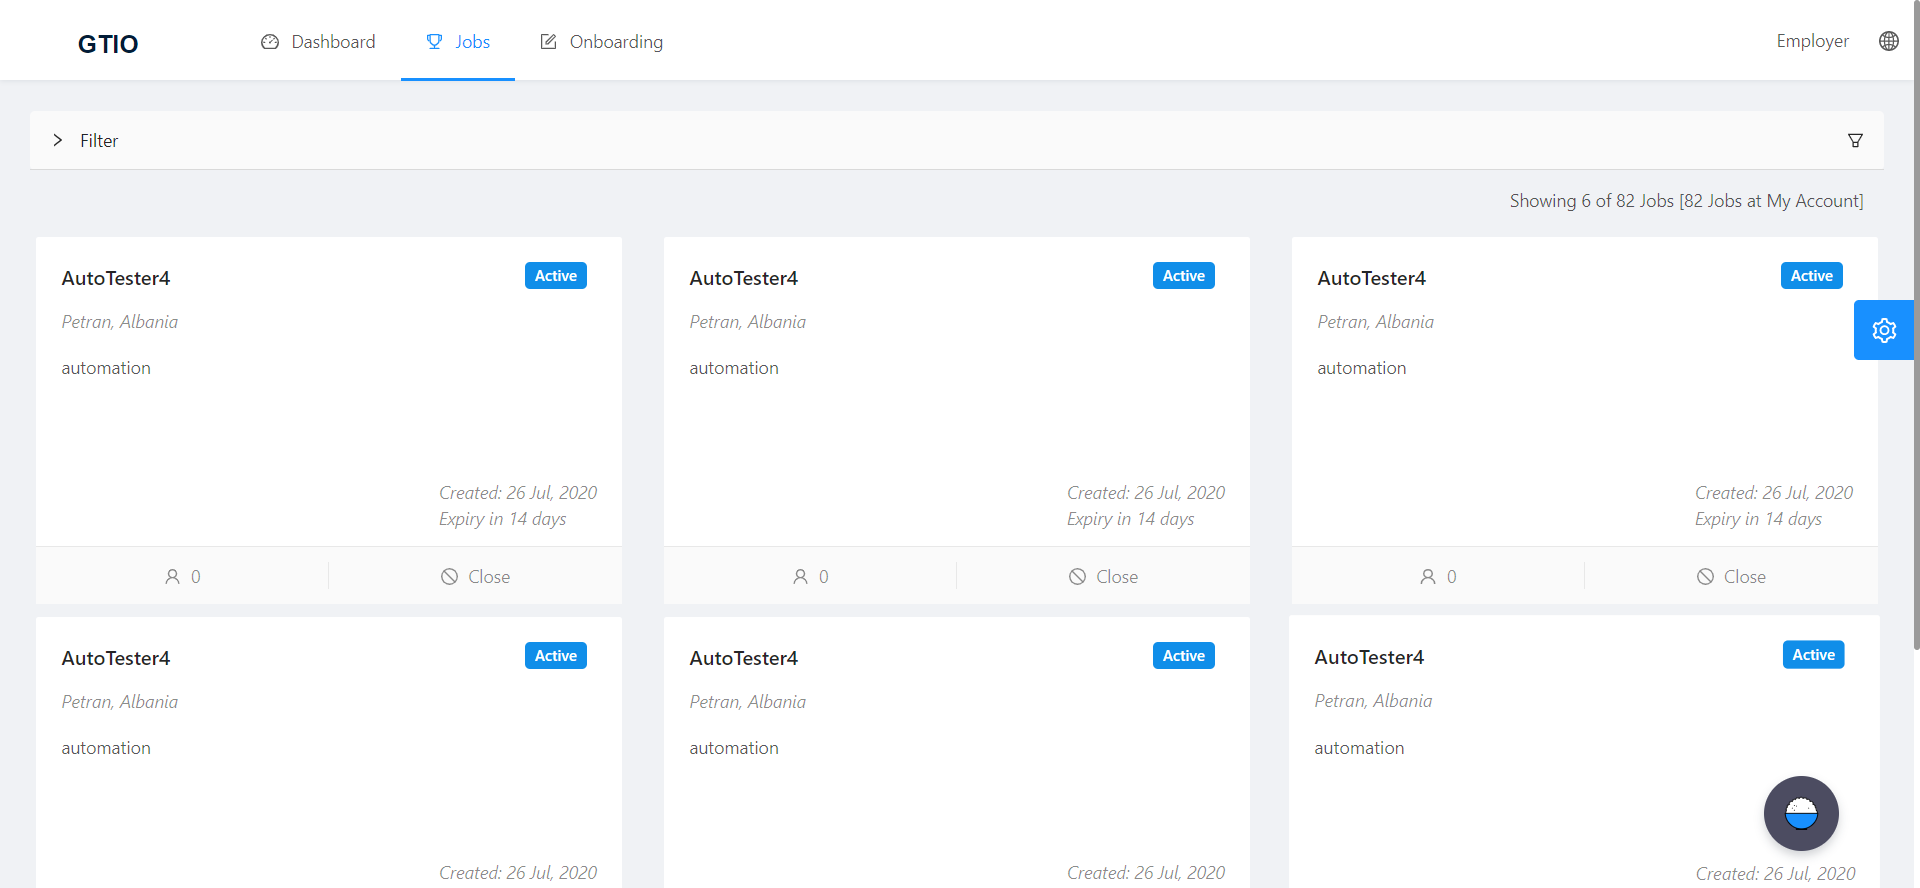 GTIO Dashboard Jobs Onboarding Employer
Filter
Showing 6 of 82 Jobs [82 Jobs at My Account]
AutoTester4 Active
Petran, Albania
automation
Created: 26 Jul, 2020
Expiry in 14 days
0 Close
AutoTester4 Active
Petran, Albania
automation
Created: 26 Jul, 2020
Expiry in 14 days
0 Close
AutoTester4 Active
Petran, Albania
automation
Created: 26 Jul, 2020
Expiry in 14 days
0 Close
AutoTester4 Active
Petran, Albania
automation
Created: 26 Jul, 2020
AutoTester4 Active
Petran, Albania
automation
Created: 26 Jul, 2020
AutoTester4 Active
Petran, Albania
automation
Created: 26 Jul, 2020